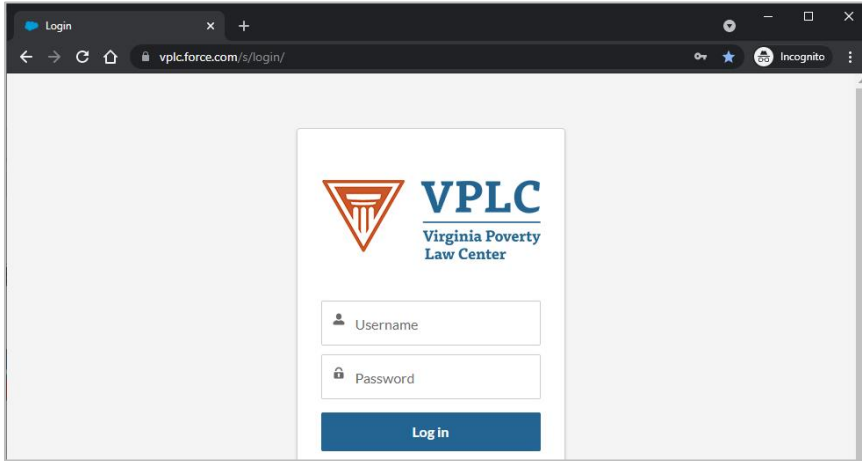 Login
vplc.force.com/s/login/
Incognito
VPLC
Virginia Poverty
Law Center
Username
Password
Log in